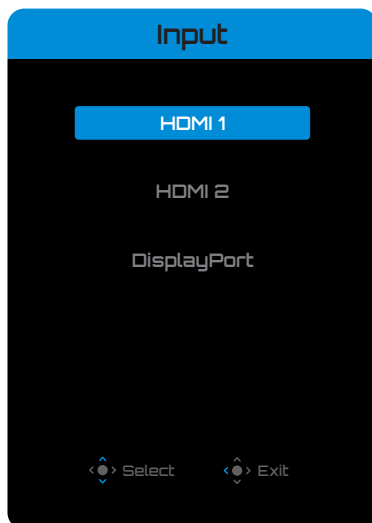 Input
HDMI 1
HDMI 2
DisplayPort
Select Exit